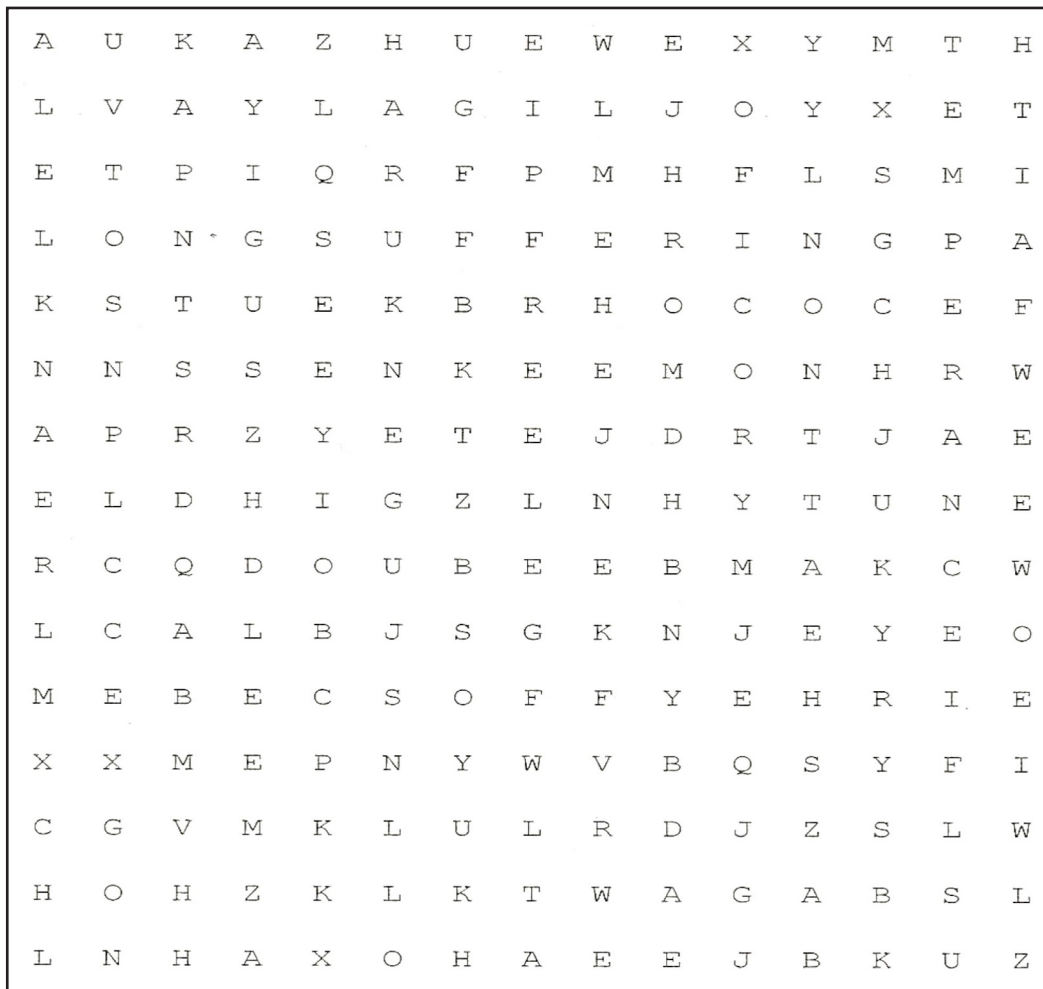 A U K A Z H U E W E X Y M T H
L V A Y L A G I L J O Y X E T
E T P I Q R F P M H F L S M I
L O N G S U F F E R I N G P A
K S T U E K B R H O C O C E F
N N S S E N K E E M O N H R W
A P R Z Y E T E J D R T J A E
E L D H I G Z L N H Y T U N E
R C Q D O U B E E B M A K C W
L C A L B J S G K N J E Y E O
M E B E C S O F F Y E H R I E
X X M E P N Y W V B Q S Y F I
C G V M K L U L R D J Z S L W
H O H Z K L K T W A G A B S L
L N H A X O H A E E J B K U Z